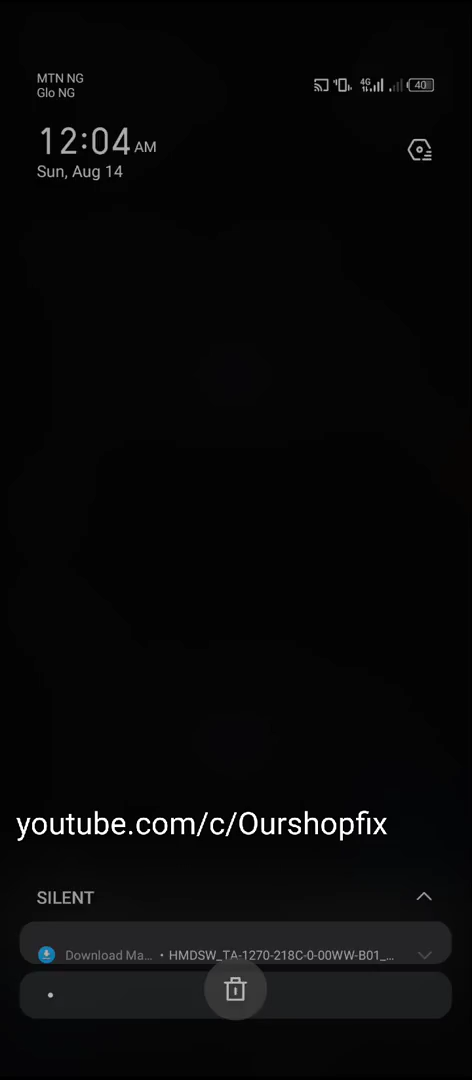 MTN NG
Glo NG
4G
40
12:04 AM
Sun, Aug 14
youtube.com/c/Ourshopfix
SILENT
Download Ma... • HMDSW_TA-1270-218C-0-00WW-B01_...